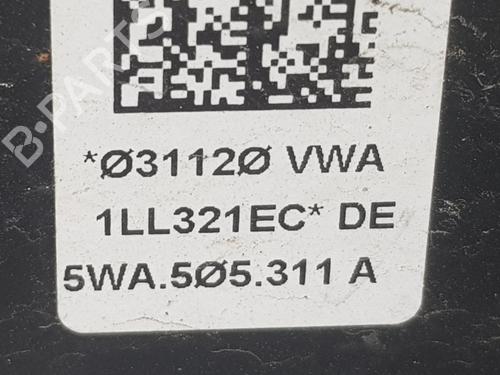 B-PARTS
*Ø3112Ø VWA
1LL321EC* DE
5WA.5Ø5.311 A